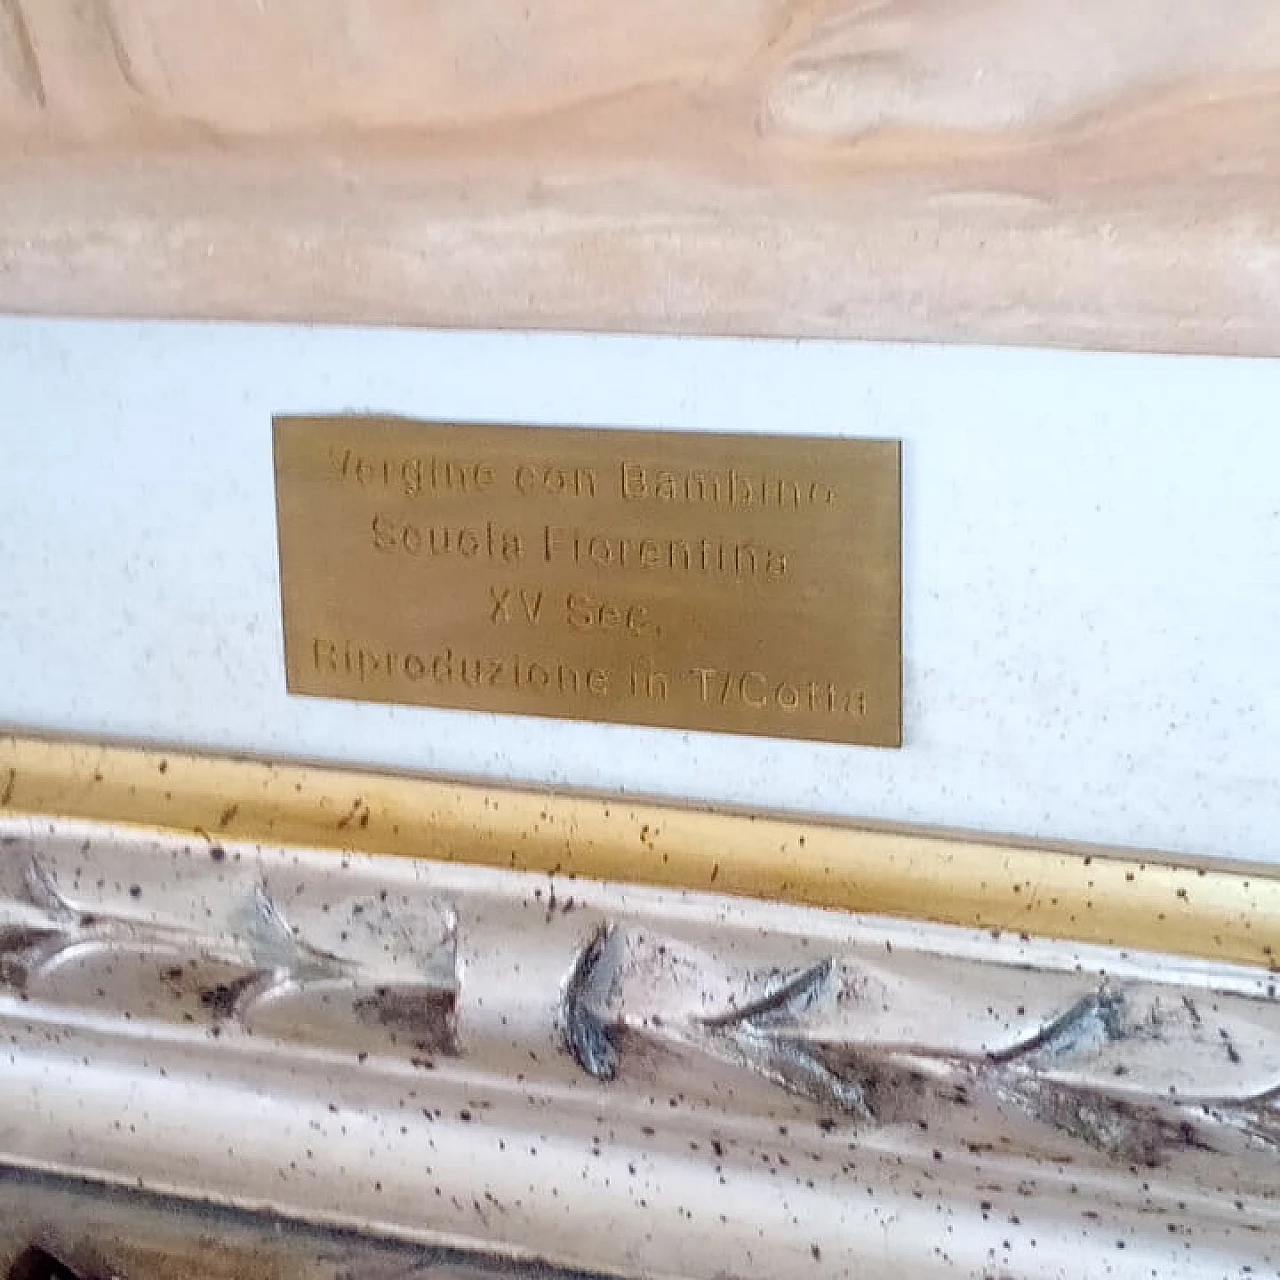 Vergine con Bambino
Scuola Fiorentina
XV Sec.
Riproduzione in T/Cotta